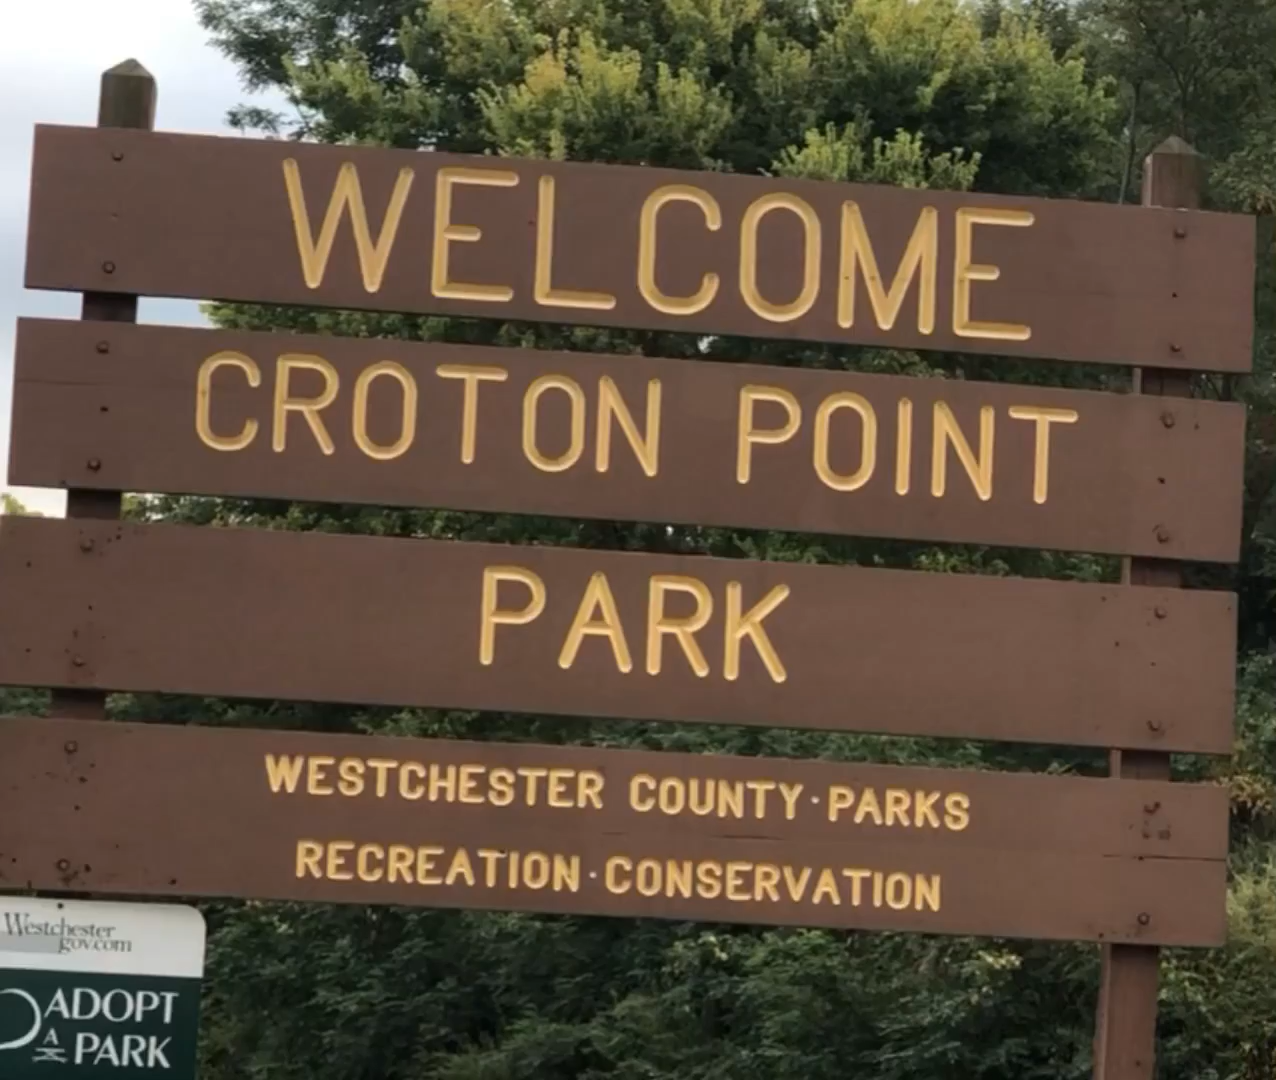 WELCOME
CROTON POINT
PARK
WESTCHESTER COUNTY·PARKS
RECREATION·CONSERVATION
Westchester
gov.com
ADOPT
A
PARK